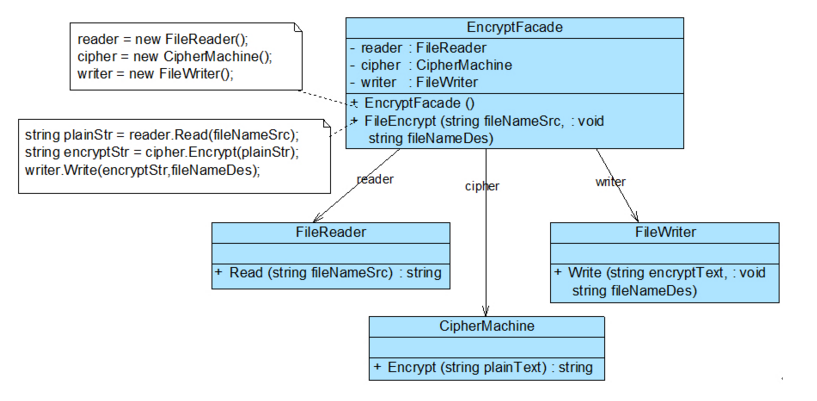 EncryptFacade
reader = new FileReader();
cipher = new CipherMachine();
writer = new FileWriter();
- reader : FileReader
- cipher : CipherMachine
- writer : FileWriter
+ EncryptFacade ()
+ FileEncrypt (string fileNameSrc, : void
string fileNameDes)
string plainStr = reader.Read(fileNameSrc);
string encryptStr = cipher.Encrypt(plainStr);
writer.Write(encryptStr,fileNameDes);
reader
cipher
writer
FileReader
+ Read (string fileNameSrc) : string
FileWriter
+ Write (string encryptText, : void
string fileNameDes)
CipherMachine
+ Encrypt (string plainText) : string